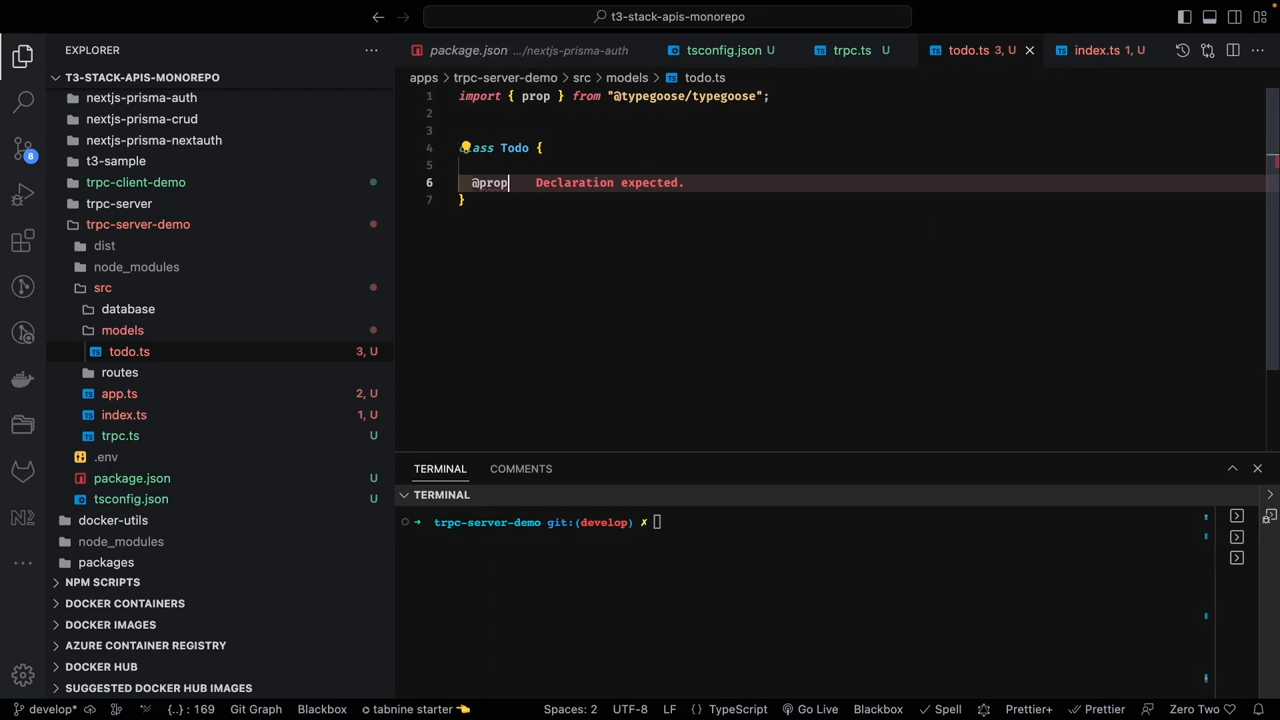 t3-stack-apis-monorepo
EXPLORER
package.json .../nextjs-prisma-auth
tsconfig.json U
trpc.ts U
todo.ts 3, U
index.ts 1, U
T3-STACK-APIS-MONOREPO
apps > trpc-server-demo > src > models > todo.ts
nextjs-prisma-auth
nextjs-prisma-crud
nextjs-prisma-nextauth
t3-sample
trpc-client-demo
trpc-server
trpc-server-demo
dist
node_modules
src
database
models
todo.ts 3, U
routes
app.ts 2, U
index.ts 1, U
trpc.ts U
.env
package.json U
tsconfig.json U
docker-utils
node_modules
packages
NPM SCRIPTS
DOCKER CONTAINERS
DOCKER IMAGES
AZURE CONTAINER REGISTRY
DOCKER HUB
SUGGESTED DOCKER HUB IMAGES
8
1 import { prop } from "@typegoose/typegoose";
2
3
4 ass Todo {
5
6 @prop Declaration expected.
7 }
TERMINAL COMMENTS
TERMINAL
trpc-server-demo git:(develop) ✗
develop* {..} : 169 Git Graph Blackbox tabnine starter Spaces: 2 UTF-8 LF {} TypeScript Go Live Blackbox Spell Prettier+ Prettier Zero Two